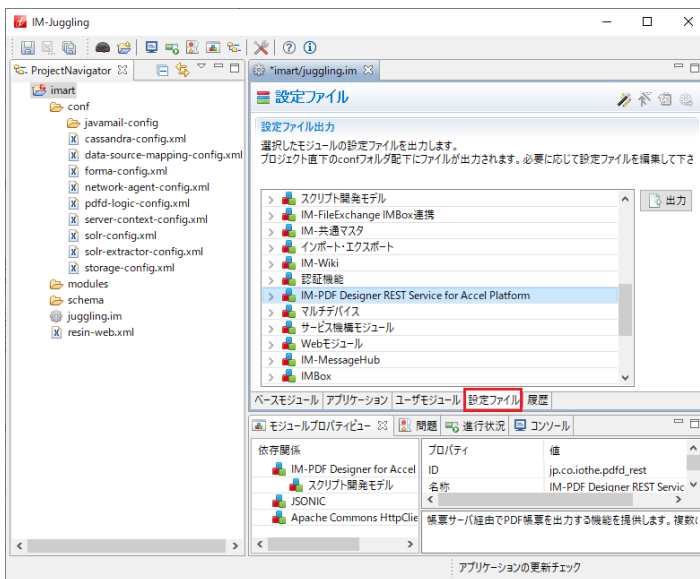 IM-Juggling
ProjectNavigator
imart
conf
javamail-config
cassandra-config.xml
data-source-mapping-config.xml
forma-config.xml
network-agent-config.xml
pdfd-logic-config.xml
server-context-config.xml
solr-config.xml
solr-extractor-config.xml
storage-config.xml
modules
schema
juggling.im
resin-web.xml
*imart/juggling.im
設定ファイル
設定ファイル出力
選択したモジュールの設定ファイルを出力します。
プロジェクト直下のconfフォルダ配下にファイルが出力されます。必要に応じて設定ファイルを編集して下さ
スクリプト開発モデル
IM-FileExchange IMBox連携
IM-共通マスタ
インポート・エクスポート
IM-Wiki
認証機能
IM-PDF Designer REST Service for Accel Platform
マルチデバイス
サービス機構モジュール
Webモジュール
IM-MessageHub
IMBox
出力
ベースモジュール アプリケーション ユーザモジュール 設定ファイル 履歴
モジュールプロパティビュー 問題 進行状況 コンソール
依存関係
IM-PDF Designer for Accel
スクリプト開発モデル
JSONIC
Apache Commons HttpClie
プロパティ 値
ID jp.co.iothe.pdfd_rest
名称 IM-PDF Designer REST Servic
帳票サーバ経由でPDF帳票を出力する機能を提供します。複数
アプリケーションの更新チェック